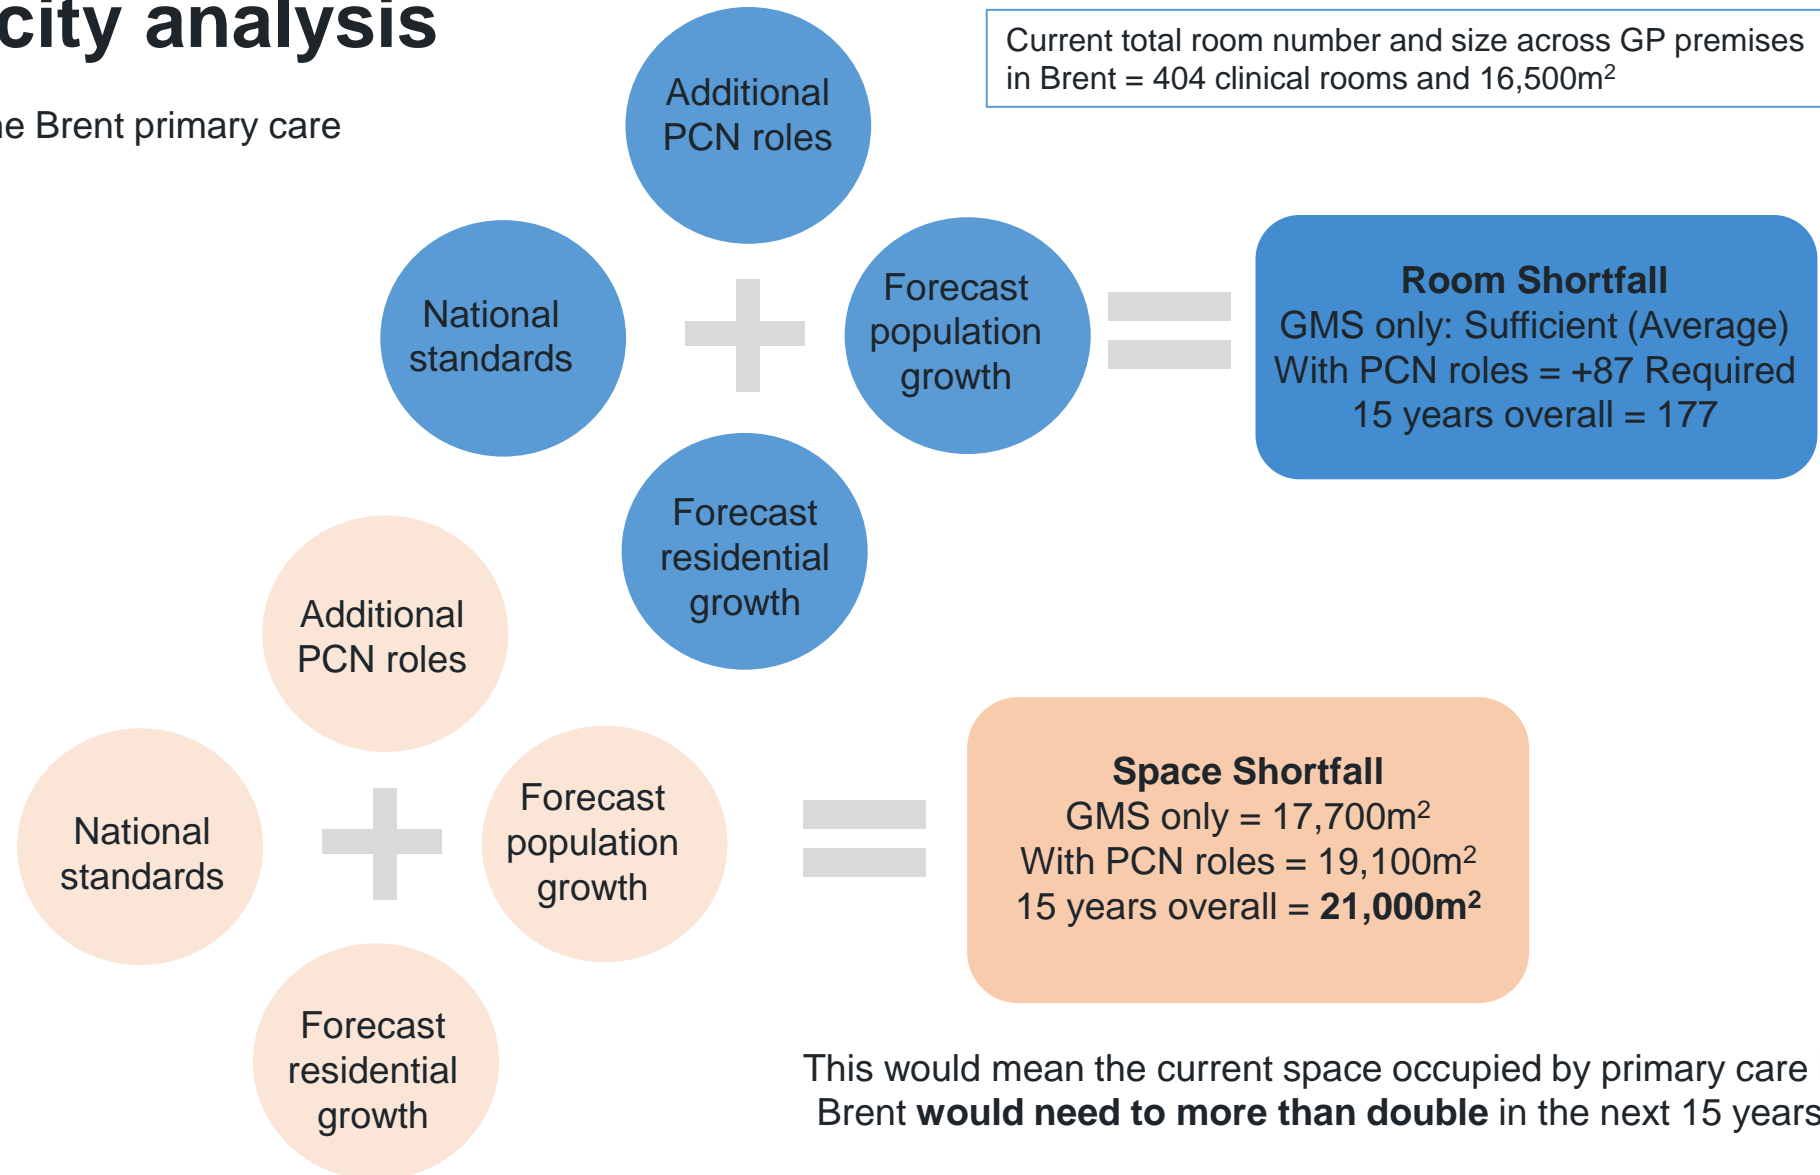 city analysis
ne Brent primary care
Current total room number and size across GP premises
in Brent = 404 clinical rooms and 16,500m²
Additional
PCN roles
National
standards
Forecast
population
growth
Forecast
residential
growth
Room Shortfall
GMS only: Sufficient (Average)
With PCN roles = +87 Required
15 years overall = 177
Additional
PCN roles
National
standards
Forecast
population
growth
Forecast
residential
growth
Space Shortfall
GMS only = 17,700m²
With PCN roles = 19,100m²
15 years overall = 21,000m²
This would mean the current space occupied by primary care
Brent would need to more than double in the next 15 years